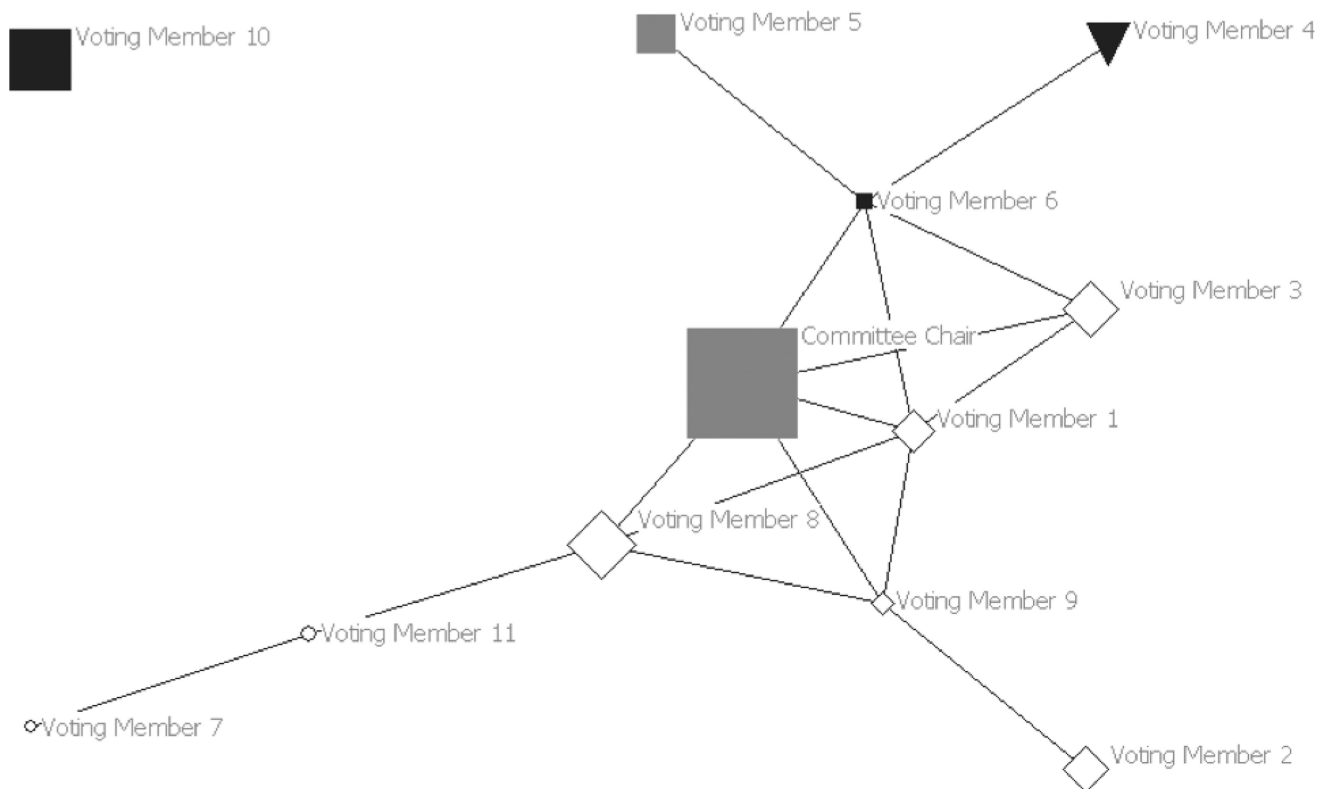 Voting Member 10
Voting Member 5
Voting Member 4
Voting Member 6
Voting Member 3
Committee Chair
Voting Member 1
Voting Member 8
Voting Member 9
Voting Member 11
Voting Member 7
Voting Member 2